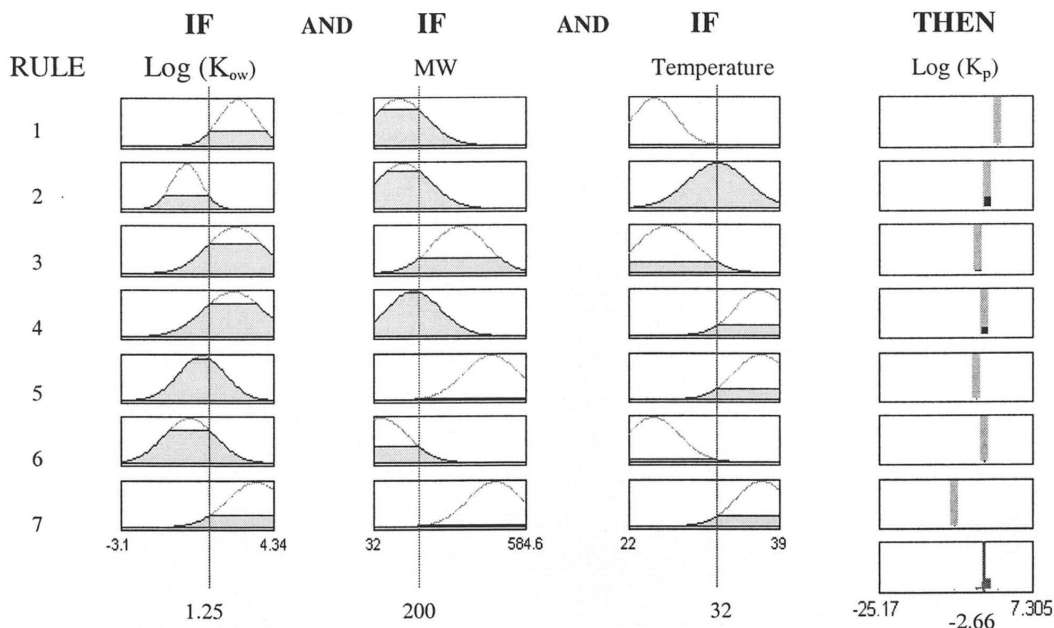 IF AND IF AND IF THEN
RULE Log (Kow) MW Temperature Log (Kp)
1
2
3
4
5
6
7
-3.1 4.34 32 584.6 22 39
-25.17 7.305
1.25 200 32 -2.66